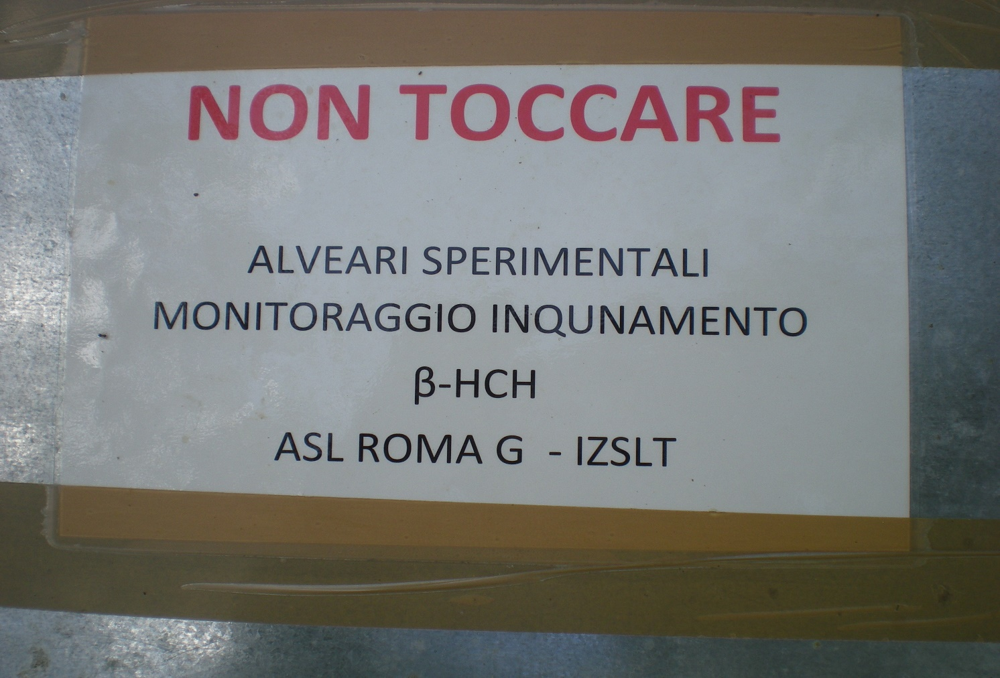 NON TOCCARE
ALVEARI SPERIMENTALI
MONITORAGGIO INQUNAMENTO
β-HCH
ASL ROMA G - IZSLT